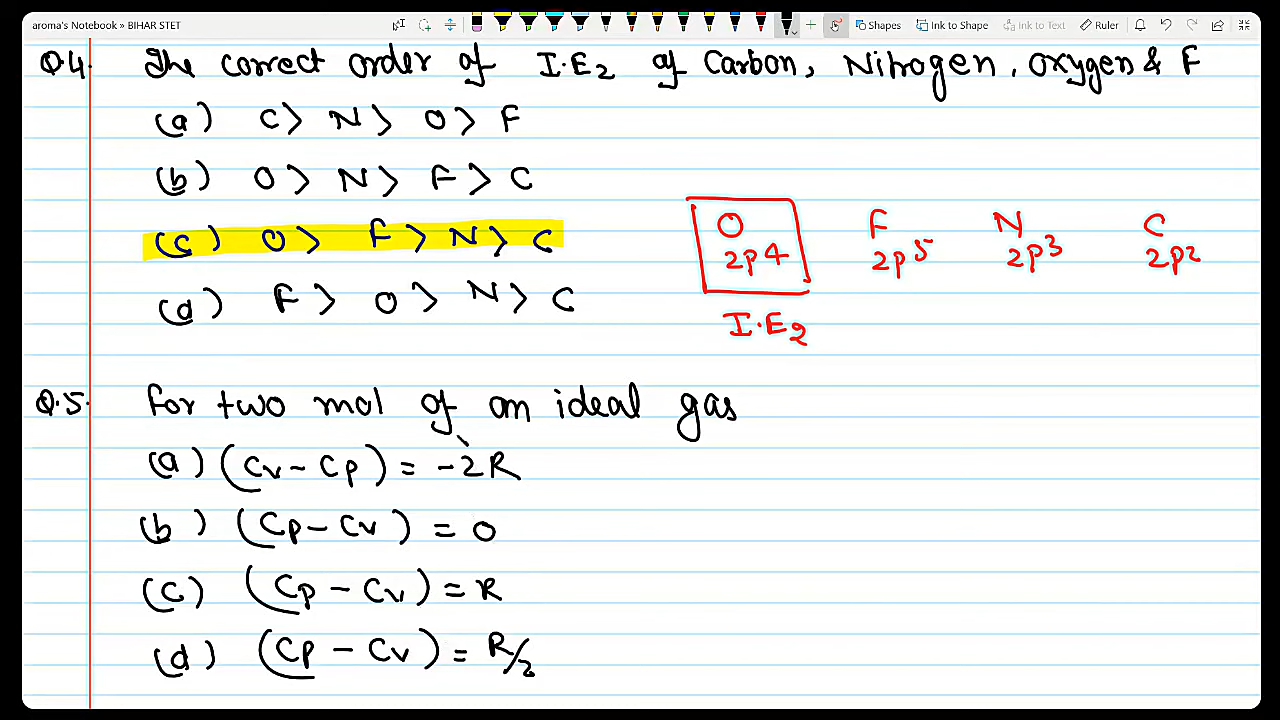 aroma's Notebook » BIHAR STET
Shapes Ink to Shape Ink to Text Ruler
Q4. The correct order of I.E2 of Carbon, Nitrogen, oxygen & F
(a) C > N > O > F
(b) O > N > F > C
(c) O > F > N > C
(d) F > O > N > C
O F N C
2p4 2p5 2p3 2p2
I.E2
Q.5. for two mol of an ideal gas
(a) (Cv - Cp) = -2R
(b) (Cp - Cv) = 0
(c) (Cp - Cv) = R
(d) (Cp - Cv) = R/2